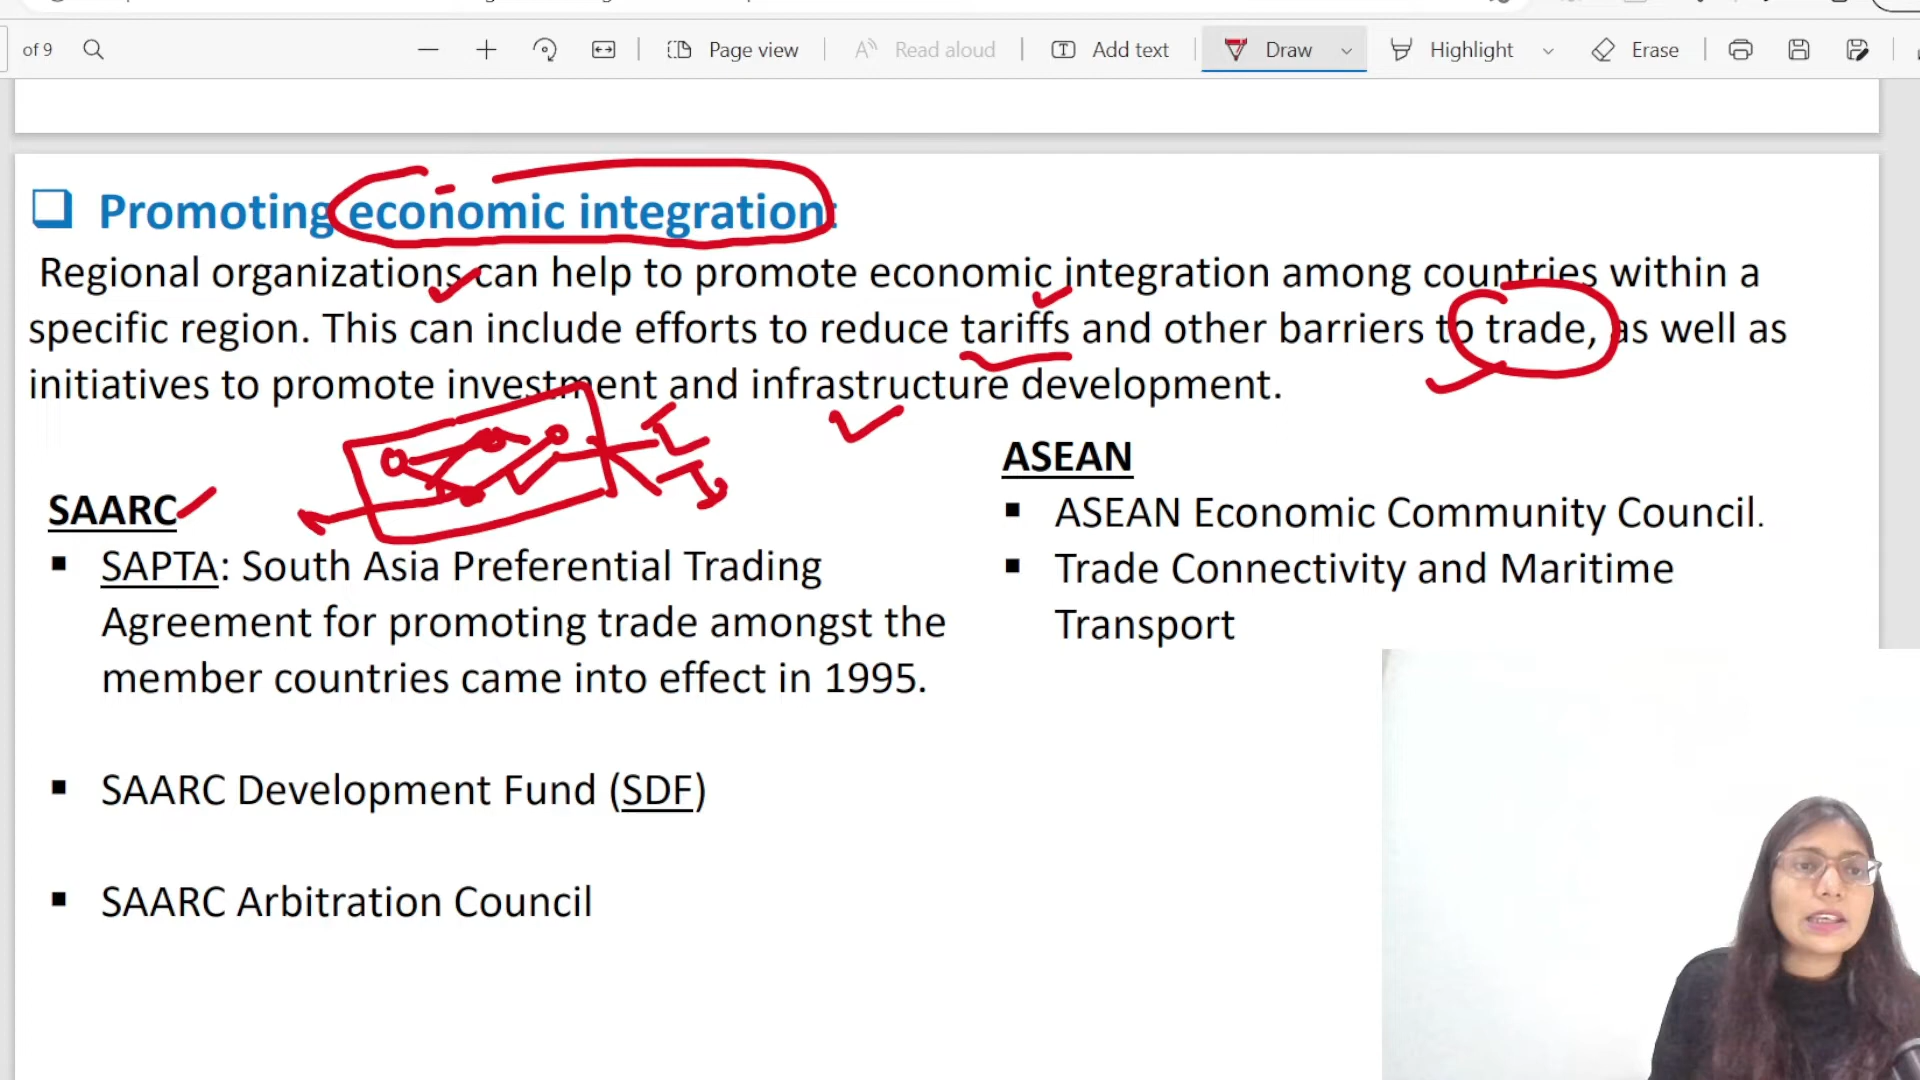 of 9
Page view
Read aloud
Add text
Draw
Highlight
Erase
Promoting economic integration:
Regional organizations can help to promote economic integration among countries within a
specific region. This can include efforts to reduce tariffs and other barriers to trade, as well as
initiatives to promote investment and infrastructure development.
SAARC
▪ SAPTA: South Asia Preferential Trading
Agreement for promoting trade amongst the
member countries came into effect in 1995.
▪ SAARC Development Fund (SDF)
▪ SAARC Arbitration Council
ASEAN
▪ ASEAN Economic Community Council.
▪ Trade Connectivity and Maritime
Transport